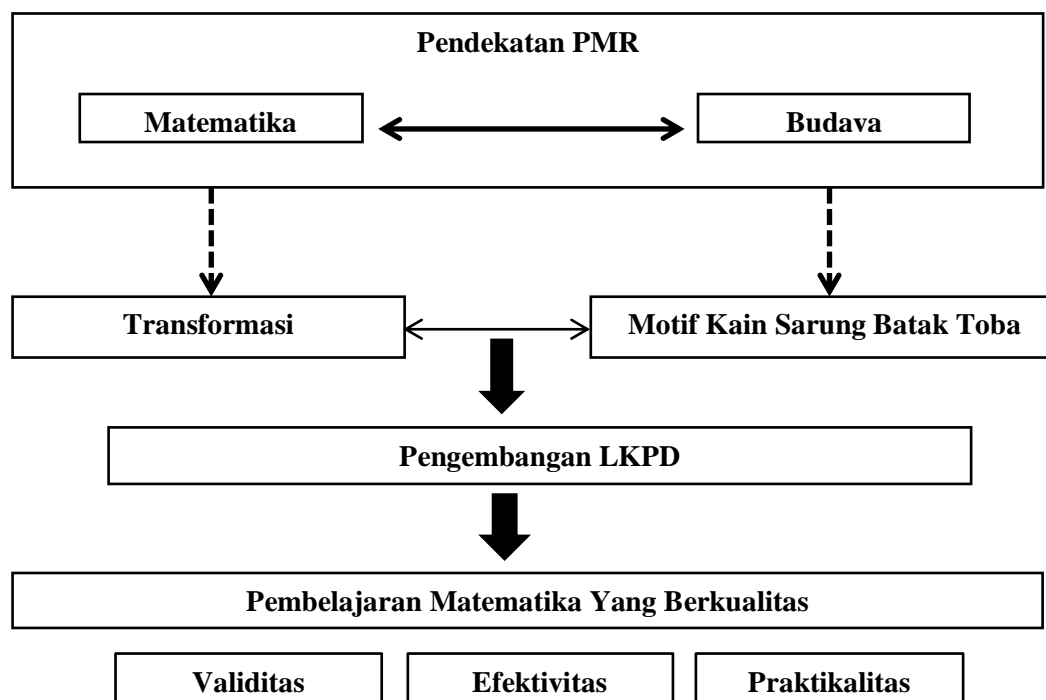 Pendekatan PMR
Matematika
Budava
Transformasi
Motif Kain Sarung Batak Toba
Pengembangan LKPD
Pembelajaran Matematika Yang Berkualitas
Validitas
Efektivitas
Praktikalitas